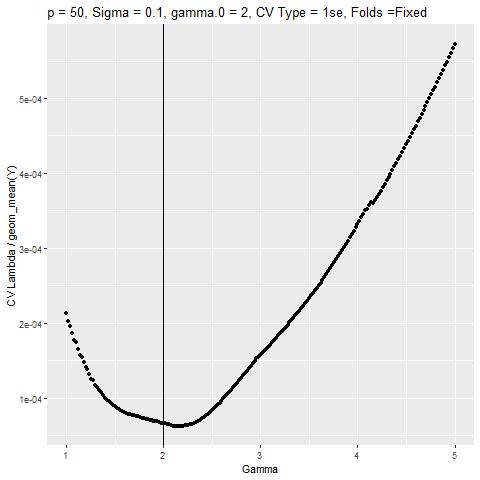 p = 50, Sigma = 0.1, gamma.0 = 2, CV Type = 1se, Folds =Fixed
CV Lambda / geom_mean(Y)
5e-04
4e-04
3e-04
2e-04
1e-04
1 2 3 4 5
Gamma